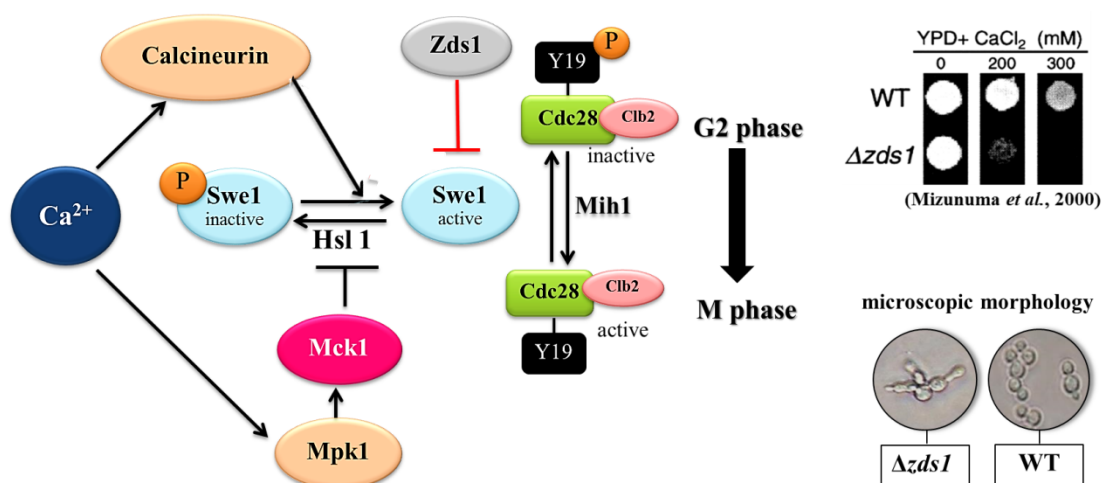 Calcineurin
Zds1
P
Y19
Cdc28
Clb2
inactive
G2 phase
Ca²⁺
P
Swe1
inactive
Swe1
active
Hsl 1
Mih1
Cdc28
Clb2
active
Y19
M phase
Mck1
Mpk1
YPD+ CaCl₂ (mM)
0 200 300
WT
Δzds1
(Mizunuma et al., 2000)
microscopic morphology
Δzds1 WT